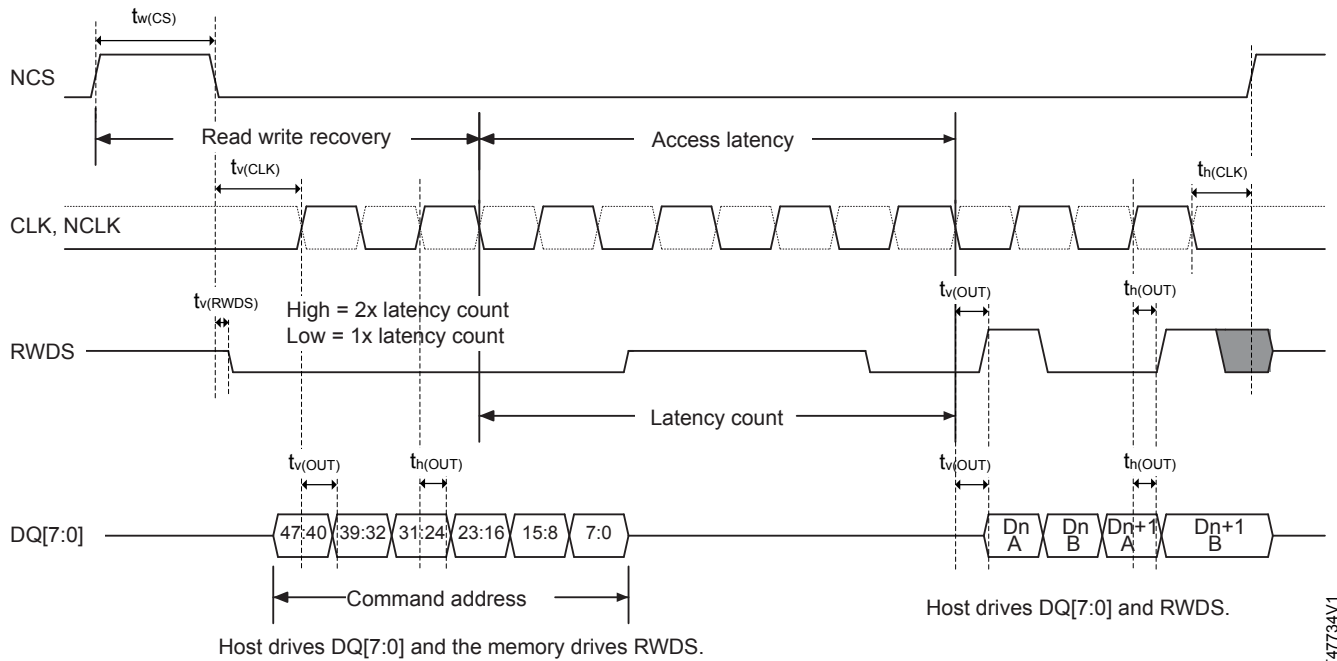 tw(CS)
NCS
Read write recovery
Access latency
tv(CLK)
th(CLK)
CLK, NCLK
tv(RWDS)
High = 2x latency count
Low = 1x latency count
tv(OUT)
th(OUT)
RWDS
Latency count
tv(OUT)
th(OUT)
tv(OUT)
th(OUT)
DQ[7:0]
47:40
39:32
31:24
23:16
15:8
7:0
Dn
A
Dn
B
Dn+1
A
Dn+1
B
Command address
Host drives DQ[7:0] and RWDS.
Host drives DQ[7:0] and the memory drives RWDS.